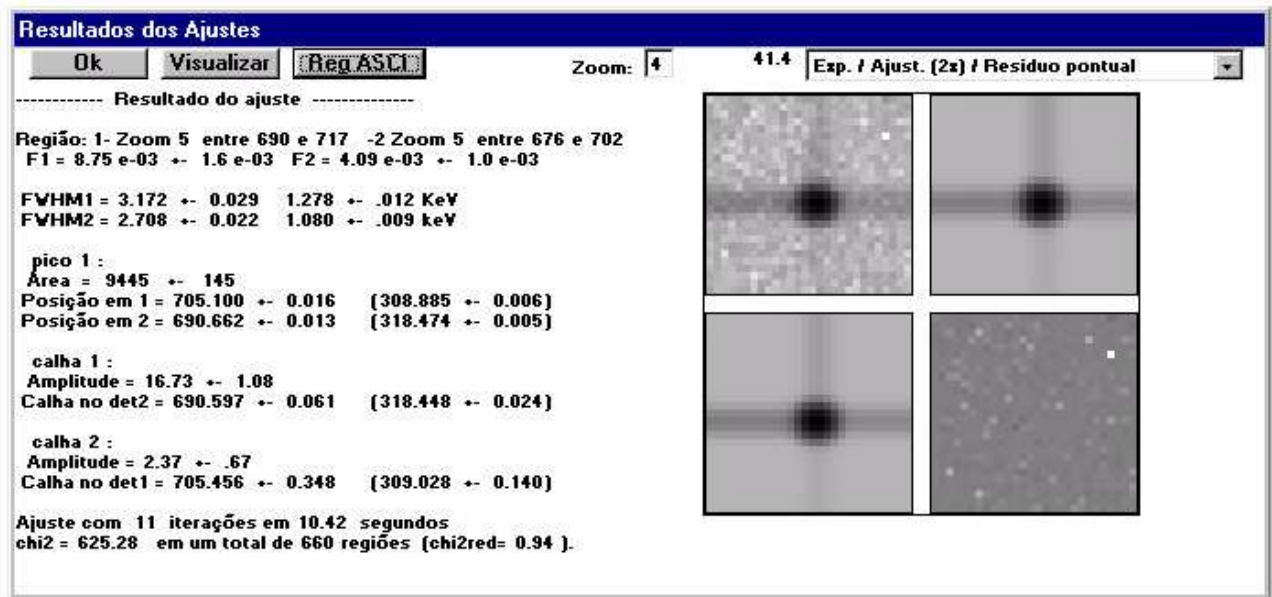 Resultados dos Ajustes
Ok Visualizar Reg ASCI Zoom: 4 41.4 Exp. / Ajust. (2x) / Residuo pontual
------------ Resultado do ajuste --------------
Região: 1- Zoom 5 entre 690 e 717 -2 Zoom 5 entre 676 e 702
F1 = 8.75 e-03 +- 1.6 e-03 F2 = 4.09 e-03 +- 1.0 e-03
FWHM1 = 3.172 +- 0.029 1.278 +- .012 KeV
FWHM2 = 2.708 +- 0.022 1.080 +- .009 keV
pico 1 :
Área = 9445 +- 145
Posição em 1 = 705.100 +- 0.016 (308.885 +- 0.006)
Posição em 2 = 690.662 +- 0.013 (318.474 +- 0.005)
calha 1 :
Amplitude = 16.73 +- 1.08
Calha no det2 = 690.597 +- 0.061 (318.448 +- 0.024)
calha 2 :
Amplitude = 2.37 +- .67
Calha no det1 = 705.456 +- 0.348 (309.028 +- 0.140)
Ajuste com 11 iterações em 10.42 segundos
chi2 = 625.28 em um total de 660 regiões (chi2red= 0.94 ).